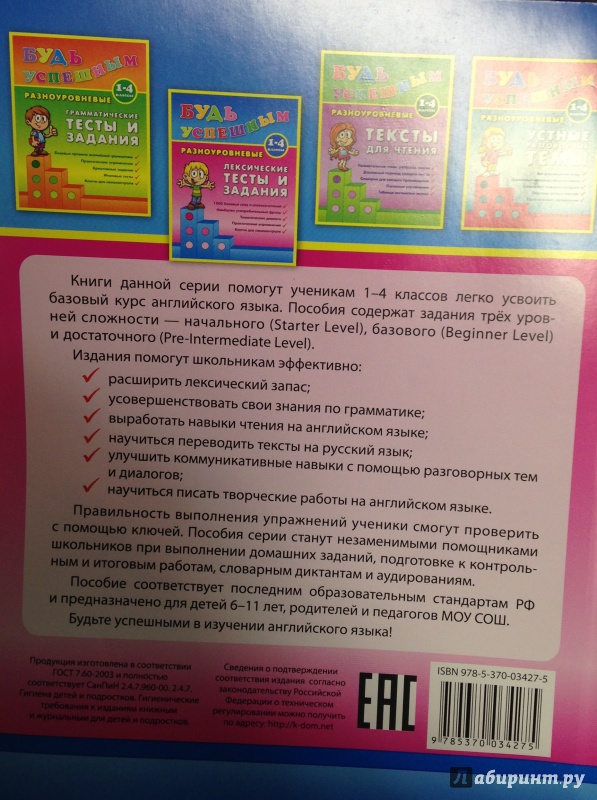 БУДЬ
УСПЕШНЫМ
1-4
РАЗНОУРОВНЕВЫЕ
ГРАММАТИЧЕСКИЕ
ТЕСТЫ И
ЗАДАНИЯ
БУДЬ
УСПЕШНЫМ
1-4
РАЗНОУРОВНЕВЫЕ
ЛЕКСИЧЕСКИЕ
ТЕСТЫ И
ЗАДАНИЯ
БУДЬ
УСПЕШНЫМ
1-4
РАЗНОУРОВНЕВЫЕ
ТЕКСТЫ
ДЛЯ ЧТЕНИЯ
БУДЬ
УСПЕШНЫМ
1-4
УСТНЫЕ
Книги данной серии помогут ученикам 1–4 классов легко усвоить
базовый курс английского языка. Пособия содержат задания трёх уров-
ней сложности — начального (Starter Level), базового (Beginner Level)
и достаточного (Pre-Intermediate Level).
Издания помогут школьникам эффективно:
расширить лексический запас;
усовершенствовать свои знания по грамматике;
выработать навыки чтения на английском языке;
научиться переводить тексты на русский язык;
улучшить коммуникативные навыки с помощью разговорных тем
и диалогов;
научиться писать творческие работы на английском языке.
Правильность выполнения упражнений ученики смогут проверить
с помощью ключей. Пособия серии станут незаменимыми помощниками
школьников при выполнении домашних заданий, подготовке к контроль-
ным и итоговым работам, словарным диктантам и аудированиям.
Пособие соответствует последним образовательным стандартам РФ
и предназначено для детей 6–11 лет, родителей и педагогов МОУ СОШ.
Будьте успешными в изучении английского языка!
Продукция изготовлена в соответствии
ГОСТ 7.60-2003 и полностью
соответствует СанПиН 2.4.7.960-00. 2.4.7.
Гигиена детей и подростков. Гигиенические
требования к изданиям книжным
и журнальным для детей и подростков.
Сведения о подтверждении
соответствия издания согласно
законодательству Российской
Федерации о техническом
регулировании можно получить
по адресу: http://k-dom.net
EAC
ISBN 978-5-370-03427-5
9 785370 034275
Лабиринт.ру